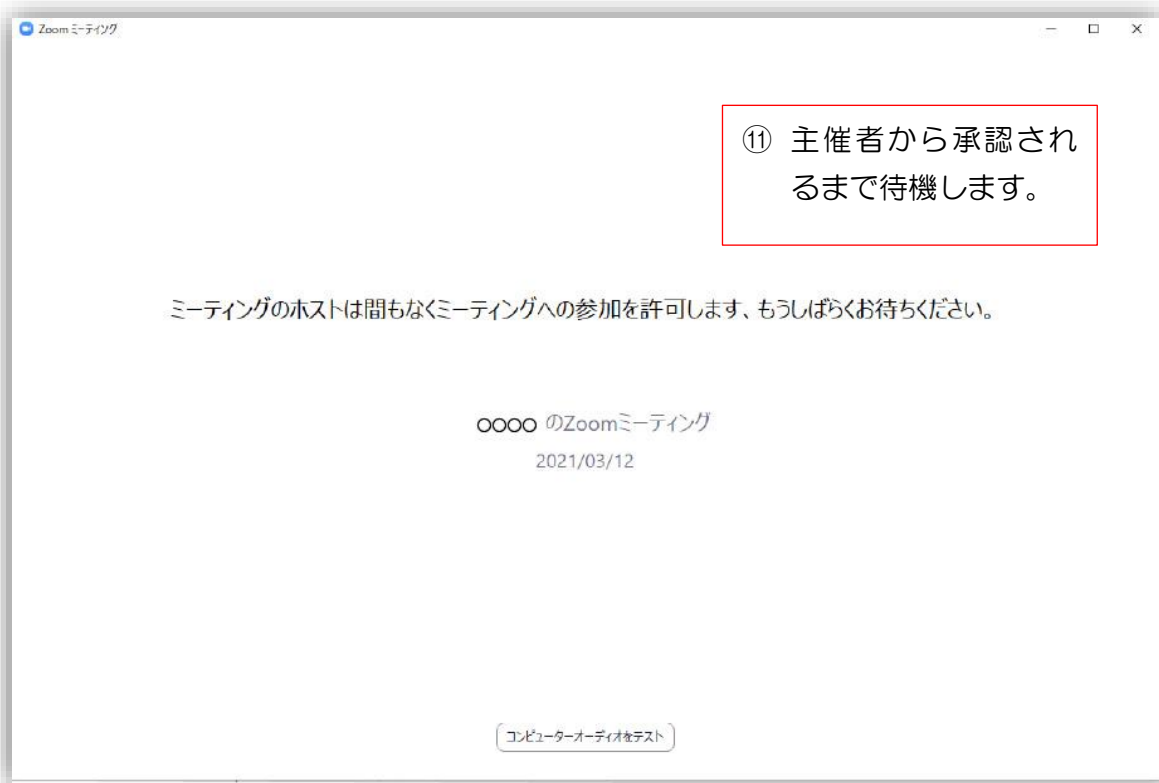 Zoom ミーティング
⑪ 主催者から承認され
るまで待機します。
ミーティングのホストは間もなくミーティングへの参加を許可します、もうしばらくお待ちください。
○○○○ のZoomミーティング
2021/03/12
コンピューターオーディオをテスト